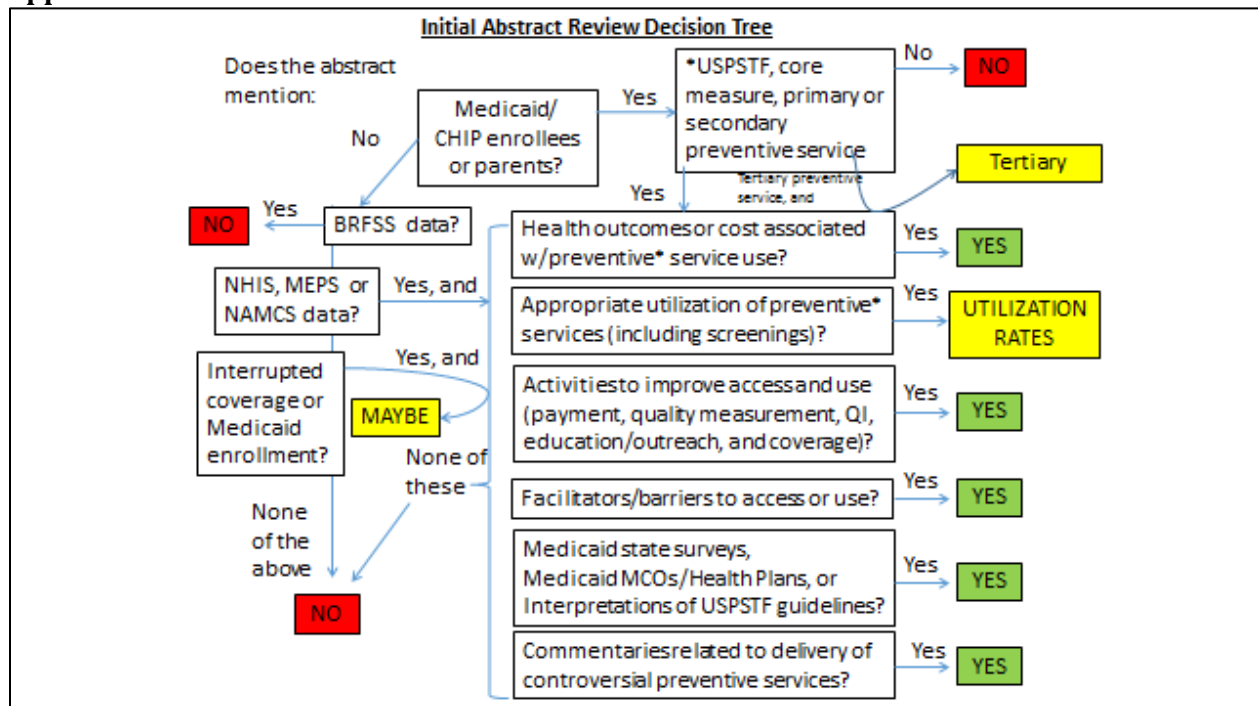 Initial Abstract Review Decision Tree
Does the abstract
mention:
Medicaid/
CHIP enrollees
or parents?
Yes
*USPSTF, core
measure, primary or
secondary
preventive service
No
NO
Tertiary
Tertiary preventive
service, and
Yes
No
BRFSS data?
Yes
NO
NHIS, MEPS or
NAMCS data?
Yes, and
Interrupted
coverage or
Medicaid
enrollment?
Yes, and
MAYBE
None of
these
None
of the
above
NO
Health outcomes or cost associated
w/preventive* service use?
Yes
YES
Appropriate utilization of preventive*
services (including screenings)?
Yes
UTILIZATION
RATES
Activities to improve access and use
(payment, quality measurement, QI,
education/outreach, and coverage)?
Yes
YES
Facilitators/barriers to access or use?
Yes
YES
Medicaid state surveys,
Medicaid MCOs/Health Plans, or
Interpretations of USPSTF guidelines?
Yes
YES
Commentaries related to delivery of
controversial preventive services?
Yes
YES